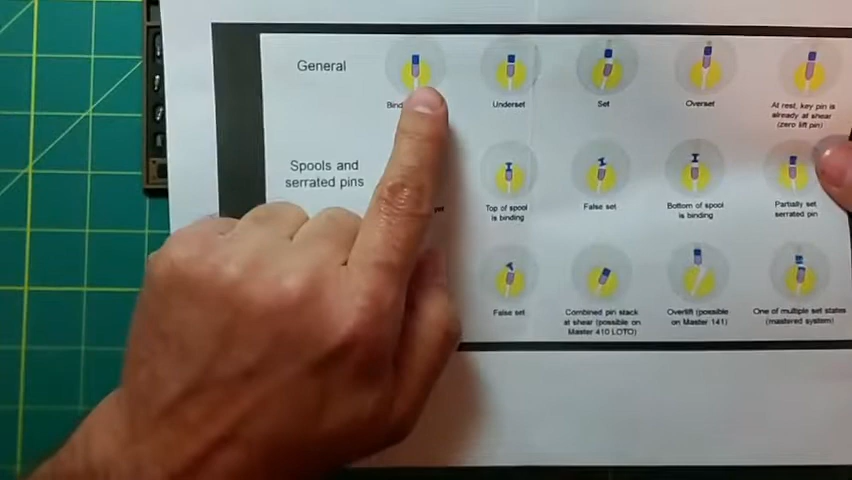 General
Underset
Set
Overset
At rest, key pin is
already at shear
(zero lift pin)
Spools and
serrated pins
Top of spool
is binding
False set
Bottom of spool
is binding
Partially set
serrated pin
False set
Combined pin stack
at shear (possible on
Master 410 LOTO)
Overlift (possible
on Master 141)
One of multiple set states
(mastered system)